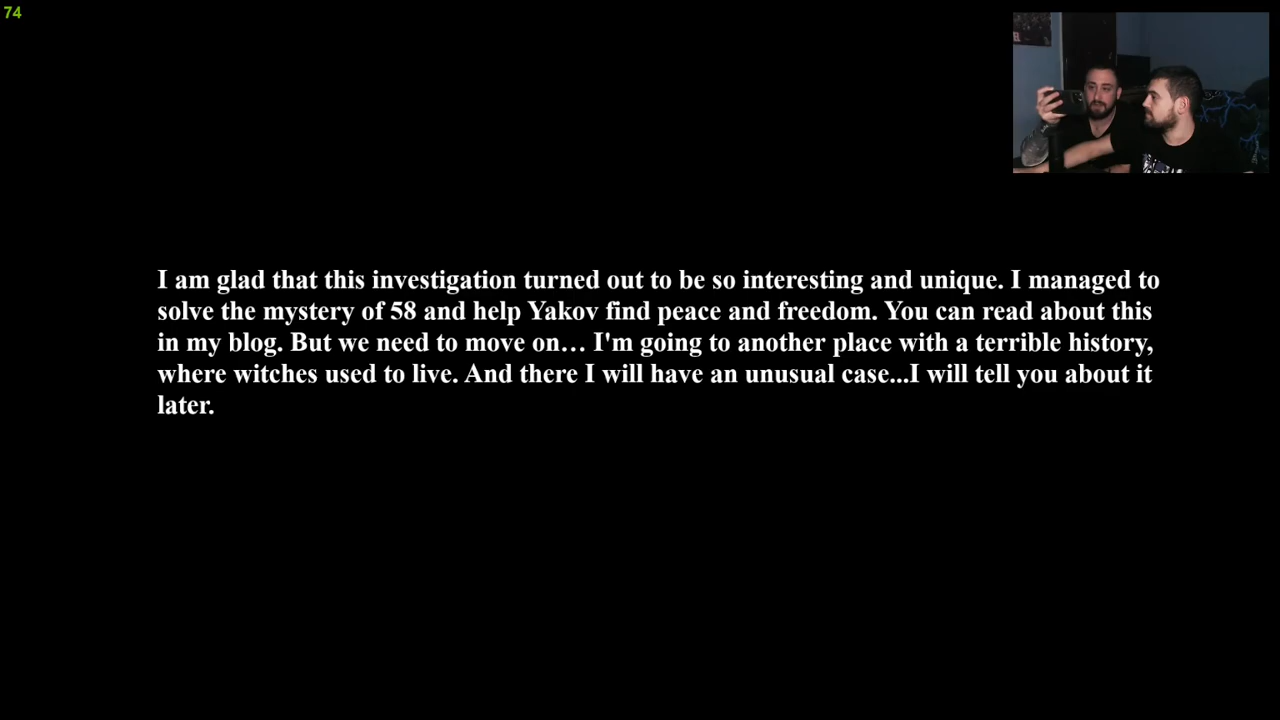 74
I am glad that this investigation turned out to be so interesting and unique. I managed to
solve the mystery of 58 and help Yakov find peace and freedom. You can read about this
in my blog. But we need to move on… I'm going to another place with a terrible history,
where witches used to live. And there I will have an unusual case...I will tell you about it
later.